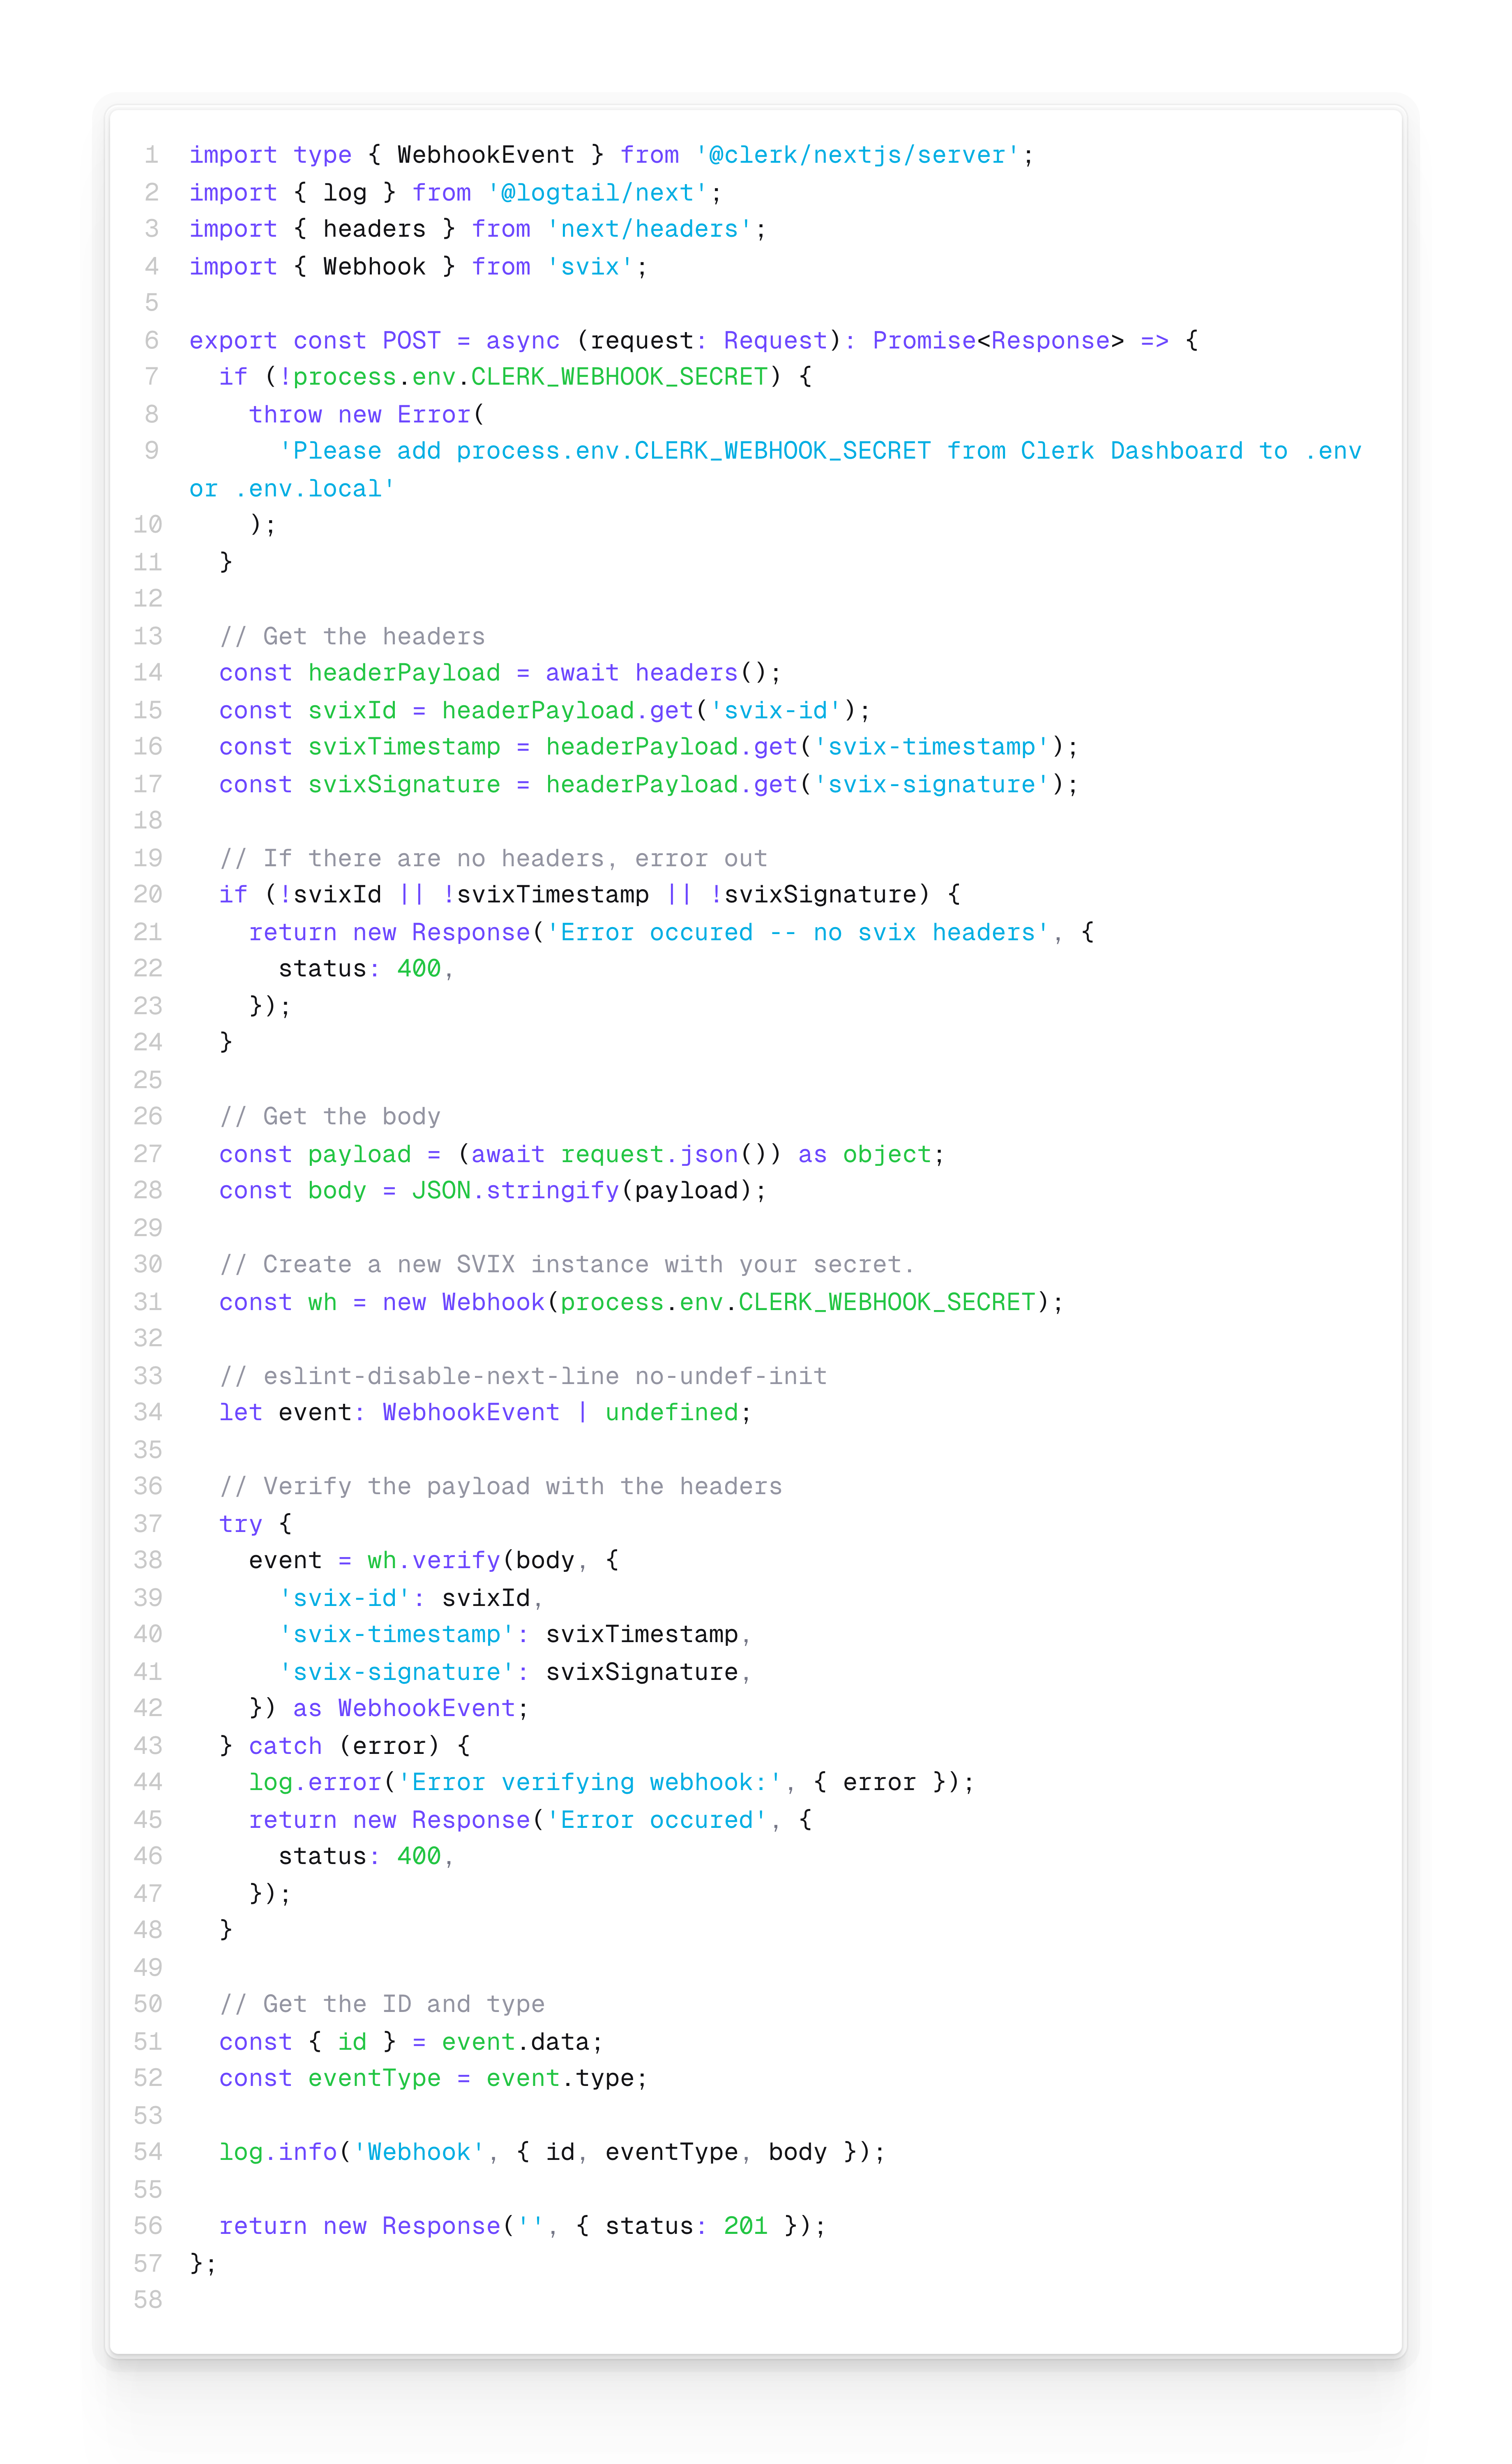 1 import type { WebhookEvent } from '@clerk/nextjs/server';
2 import { log } from '@logtail/next';
3 import { headers } from 'next/headers';
4 import { Webhook } from 'svix';
5
6 export const POST = async (request: Request): Promise<Response> => {
7   if (!process.env.CLERK_WEBHOOK_SECRET) {
8     throw new Error(
9       'Please add process.env.CLERK_WEBHOOK_SECRET from Clerk Dashboard to .env
or .env.local'
10     );
11   }
12
13   // Get the headers
14   const headerPayload = await headers();
15   const svixId = headerPayload.get('svix-id');
16   const svixTimestamp = headerPayload.get('svix-timestamp');
17   const svixSignature = headerPayload.get('svix-signature');
18
19   // If there are no headers, error out
20   if (!svixId || !svixTimestamp || !svixSignature) {
21     return new Response('Error occured -- no svix headers', {
22       status: 400,
23     });
24   }
25
26   // Get the body
27   const payload = (await request.json()) as object;
28   const body = JSON.stringify(payload);
29
30   // Create a new SVIX instance with your secret.
31   const wh = new Webhook(process.env.CLERK_WEBHOOK_SECRET);
32
33   // eslint-disable-next-line no-undef-init
34   let event: WebhookEvent | undefined;
35
36   // Verify the payload with the headers
37   try {
38     event = wh.verify(body, {
39       'svix-id': svixId,
40       'svix-timestamp': svixTimestamp,
41       'svix-signature': svixSignature,
42     }) as WebhookEvent;
43   } catch (error) {
44     log.error('Error verifying webhook:', { error });
45     return new Response('Error occured', {
46       status: 400,
47     });
48   }
49
50   // Get the ID and type
51   const { id } = event.data;
52   const eventType = event.type;
53
54   log.info('Webhook', { id, eventType, body });
55
56   return new Response('', { status: 201 });
57 };
58